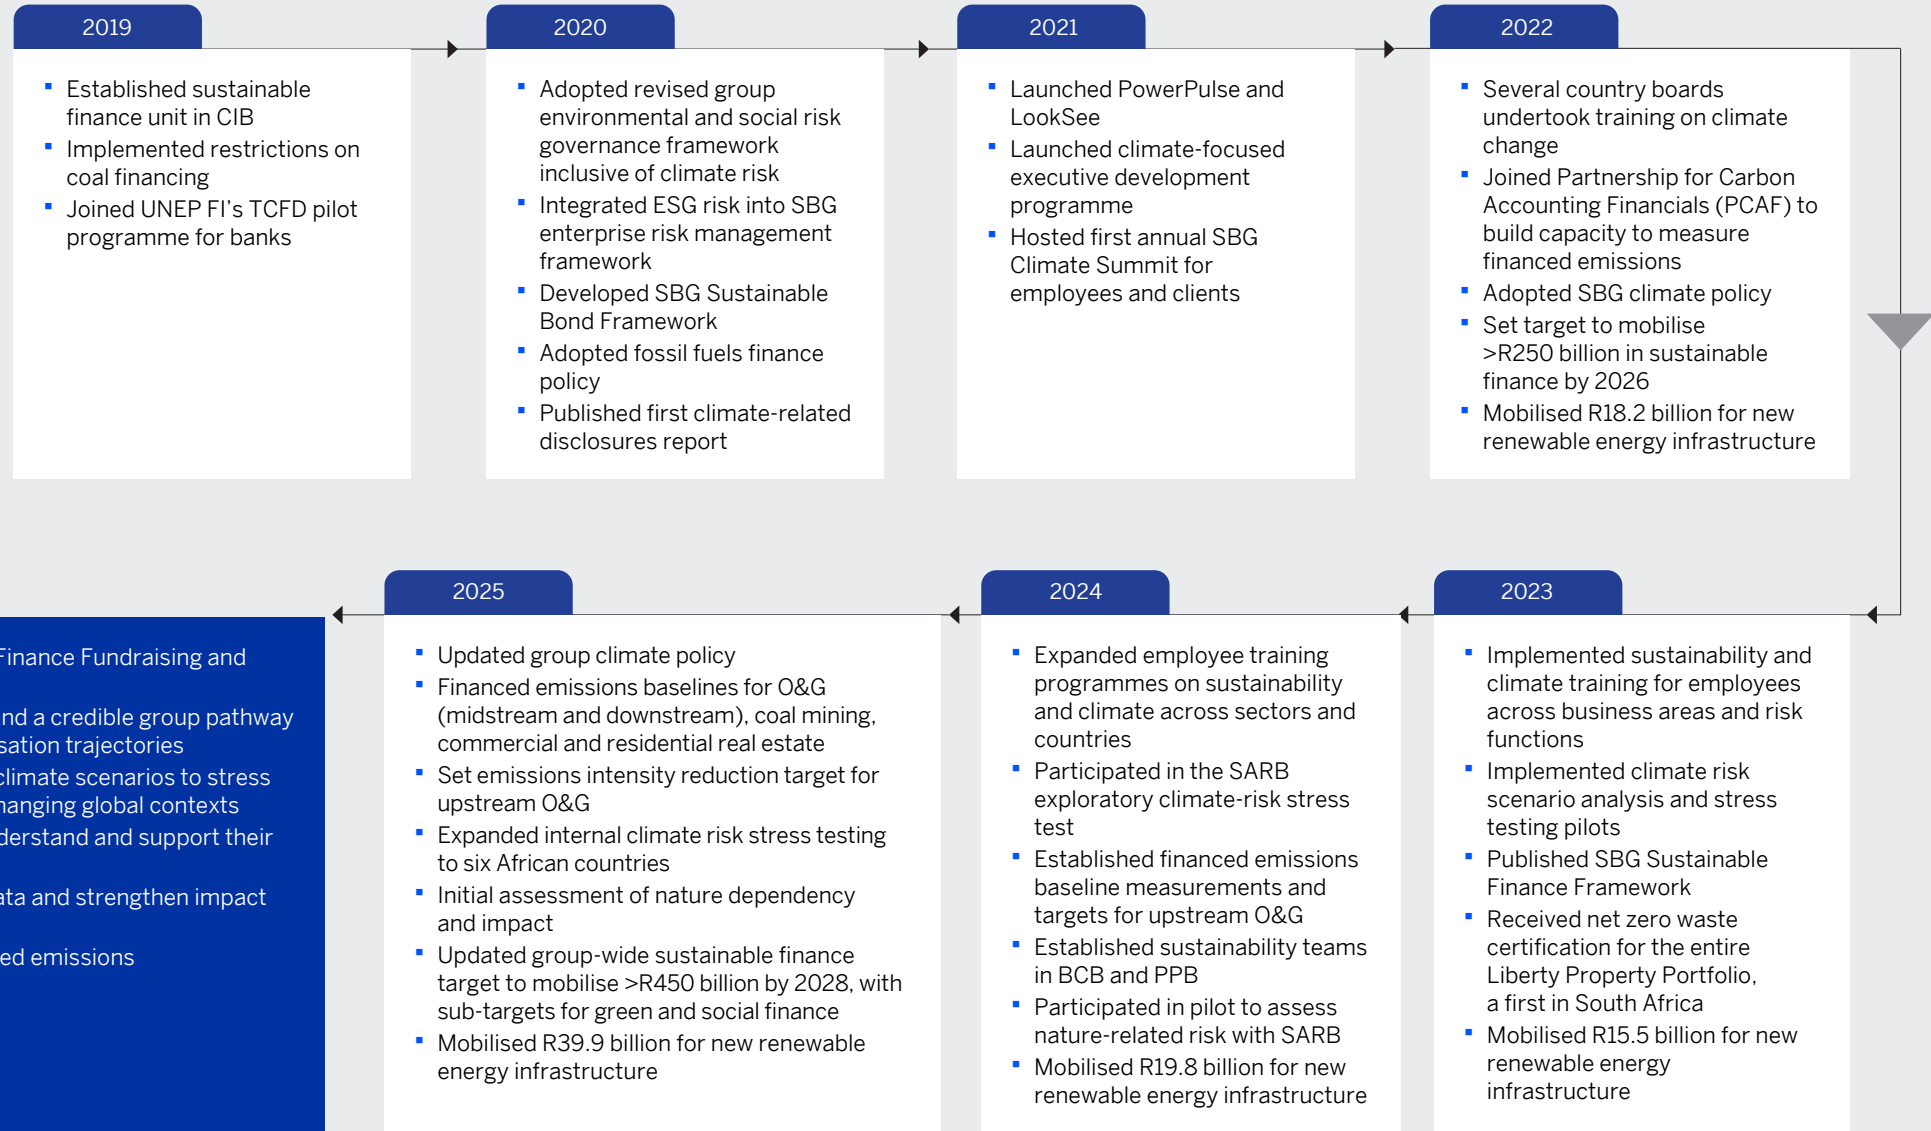 2019
Established sustainable
finance unit in CIB
Implemented restrictions on
coal financing
Joined UNEP FI's TCFD pilot
programme for banks
2020
Adopted revised group
environmental and social risk
governance framework
inclusive of climate risk
Integrated ESG risk into SBG
enterprise risk management
framework
Developed SBG Sustainable
Bond Framework
Adopted fossil fuels finance
policy
Published first climate-related
disclosures report
2021
Launched PowerPulse and
LookSee
Launched climate-focused
executive development
programme
Hosted first annual SBG
Climate Summit for
employees and clients
2022
Several country boards
undertook training on climate
change
Joined Partnership for Carbon
Accounting Financials (PCAF) to
build capacity to measure
financed emissions
Adopted SBG climate policy
Set target to mobilise
>R250 billion in sustainable
finance by 2026
Mobilised R18.2 billion for new
renewable energy infrastructure
2023
Implemented sustainability and
climate training for employees
across business areas and risk
functions
Implemented climate risk
scenario analysis and stress
testing pilots
Published SBG Sustainable
Finance Framework
Received net zero waste
certification for the entire
Liberty Property Portfolio,
a first in South Africa
Mobilised R15.5 billion for new
renewable energy
infrastructure
2024
Expanded employee training
programmes on sustainability
and climate across sectors and
countries
Participated in the SARB
exploratory climate-risk stress
test
Established financed emissions
baseline measurements and
targets for upstream O&G
Established sustainability teams
in BCB and PPB
Participated in pilot to assess
nature-related risk with SARB
Mobilised R19.8 billion for new
renewable energy infrastructure
2025
Updated group climate policy
Financed emissions baselines for O&G
(midstream and downstream), coal mining,
commercial and residential real estate
Set emissions intensity reduction target for
upstream O&G
Expanded internal climate risk stress testing
to six African countries
Initial assessment of nature dependency
and impact
Updated group-wide sustainable finance
target to mobilise >R450 billion by 2028, with
sub-targets for green and social finance
Mobilised R39.9 billion for new renewable
energy infrastructure
Finance Fundraising and
and a credible group pathway
trajectories
climate scenarios to stress
global contexts
and support their
and strengthen impact
emissions